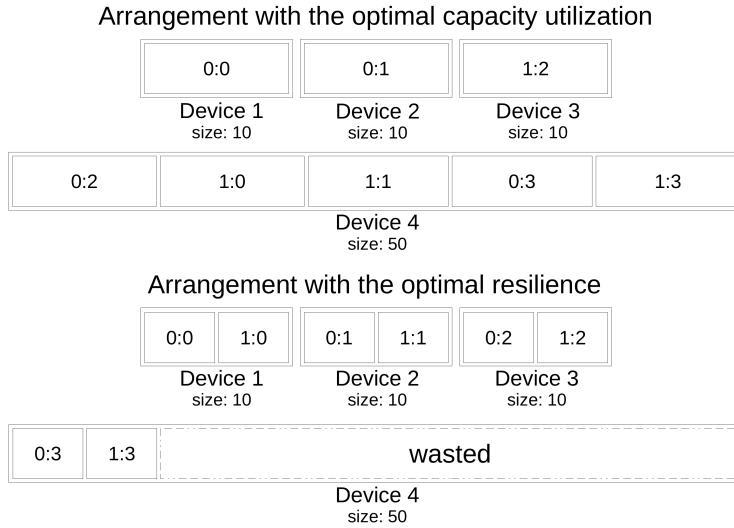 Arrangement with the optimal capacity utilization
0:0 0:1 1:2
Device 1 Device 2 Device 3
size: 10 size: 10 size: 10
0:2 1:0 1:1 0:3 1:3
Device 4
size: 50
Arrangement with the optimal resilience
0:0 1:0 0:1 1:1 0:2 1:2
Device 1 Device 2 Device 3
size: 10 size: 10 size: 10
0:3 1:3 wasted
Device 4
size: 50